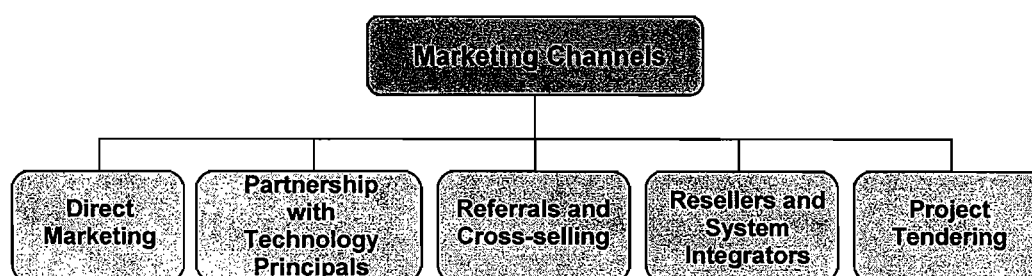 Marketing Channels
Direct
Marketing
Partnership
with
Technology
Principals
Referrals and
Cross-selling
Resellers and
System
Integrators
Project
Tendering